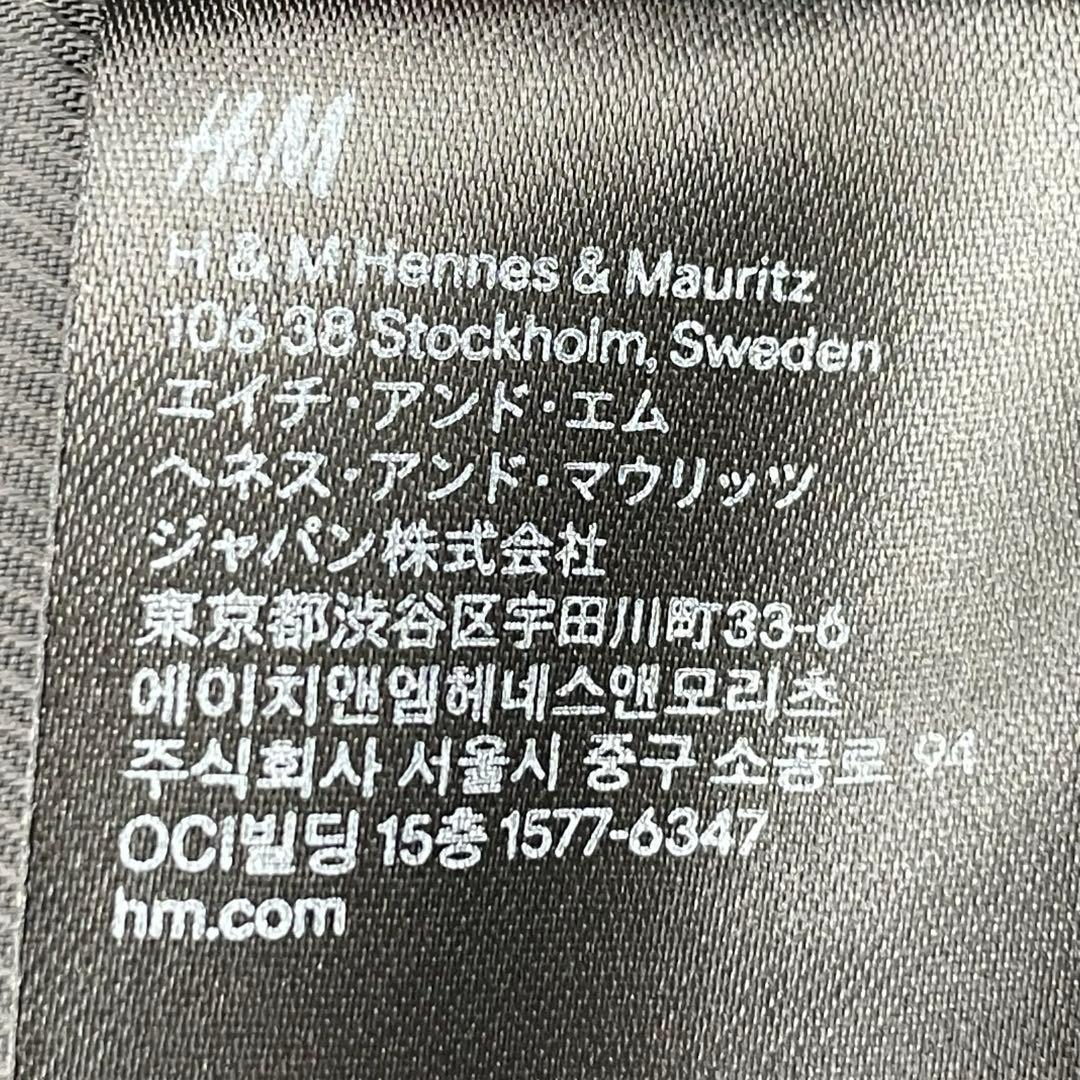 H&M
H & M Hennes & Mauritz
106 38 Stockholm, Sweden
エイチ・アンド・エム
ヘネス・アンド・マウリッツ
ジャパン株式会社
東京都渋谷区宇田川町33-6
에이치앤엠헤네스앤모리츠
주식회사 서울시 중구 소공로 94
OCI빌딩 15층 1577-6347
hm.com